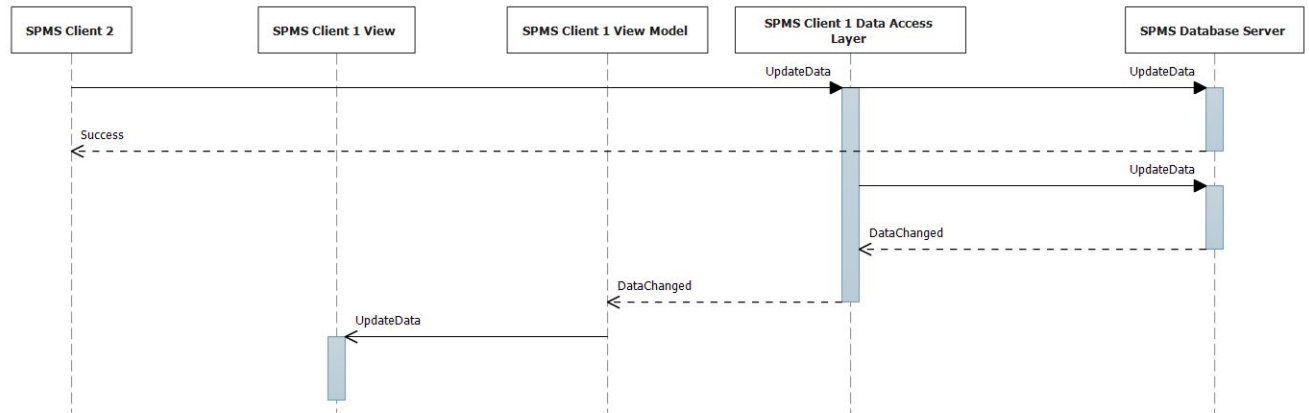 SPMS Client 2
SPMS Client 1 View
SPMS Client 1 View Model
SPMS Client 1 Data Access
Layer
SPMS Database Server
UpdateData
UpdateData
Success
UpdateData
DataChanged
DataChanged
UpdateData